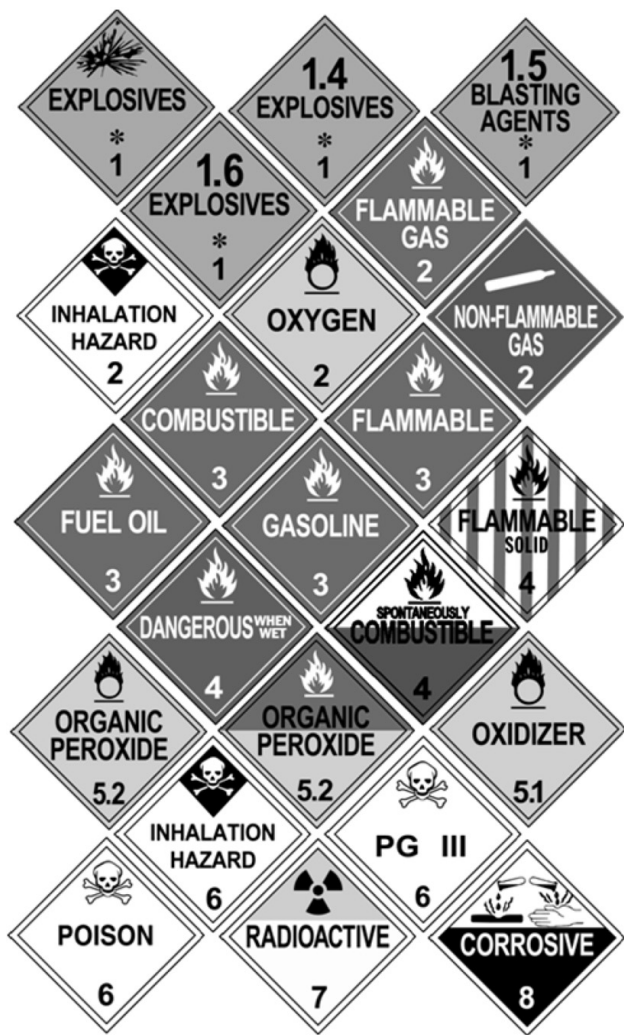 EXPLOSIVES
*
1
1.4
EXPLOSIVES
*
1
1.5
BLASTING
AGENTS
*
1
1.6
EXPLOSIVES
*
1
FLAMMABLE
GAS
2
INHALATION
HAZARD
2
OXYGEN
2
NON-FLAMMABLE
GAS
2
COMBUSTIBLE
3
FLAMMABLE
3
FUEL OIL
3
GASOLINE
3
FLAMMABLE
SOLID
4
DANGEROUS WHEN
WET
4
SPONTANEOUSLY
COMBUSTIBLE
4
ORGANIC
PEROXIDE
5.2
ORGANIC
PEROXIDE
5.2
OXIDIZER
5.1
INHALATION
HAZARD
6
PG III
6
POISON
6
RADIOACTIVE
7
CORROSIVE
8